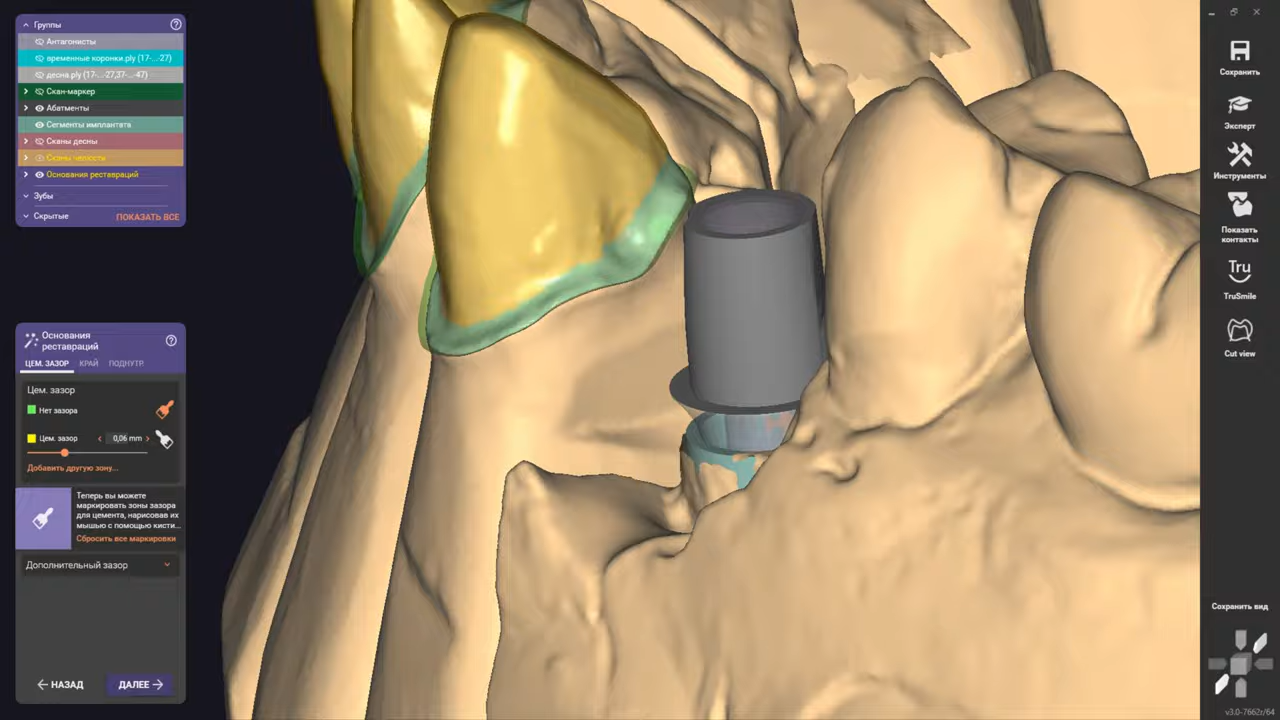 Группы
Антагонисты
временные коронки.ply (17-...-27)
десна.ply (17-...-27,37-...-47)
Скан-маркер
Абатменты
Сегменты имплантата
Сканы десны
Сканы челюсти
Основания реставраций
Зубы
Скрытые
ПОКАЗАТЬ ВСЕ
Основания
реставраций
ЦЕМ. ЗАЗОР
КРАЙ
ПОДНУТР.
Цем. зазор
Нет зазора
Цем. зазор
0,06 mm
Добавить другую зону...
Теперь вы можете
маркировать зоны зазора
для цемента, нарисовав их
мышью с помощью кисти...
Сбросить все маркировки
Дополнительный зазор
НАЗАД
ДАЛЕЕ
Сохранить
Эксперт
Инструменты
Показать
контакты
Tru
TruSmile
Cut view
Сохранить вид
v3.0-7662r/64